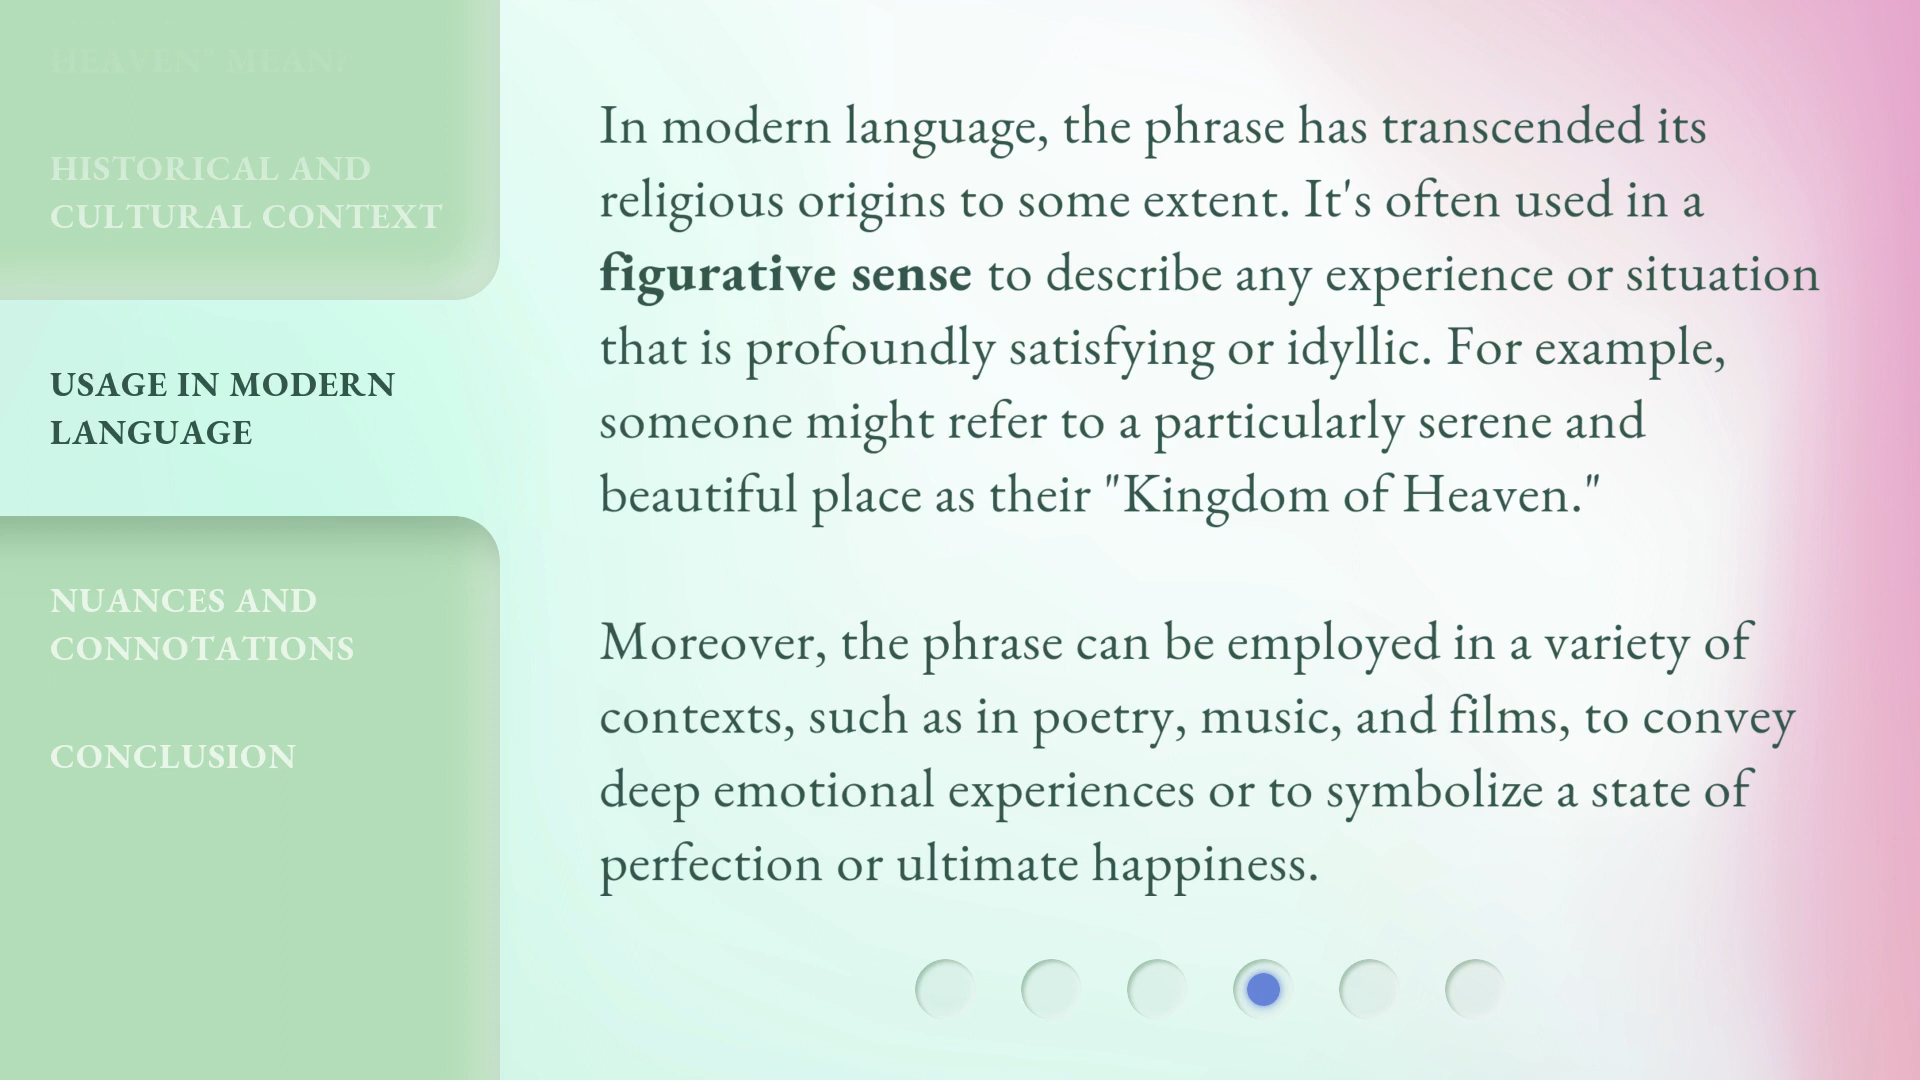 HEAVEN" MEAN?
HISTORICAL AND
CULTURAL CONTEXT
USAGE IN MODERN
LANGUAGE
NUANCES AND
CONNOTATIONS
CONCLUSION
In modern language, the phrase has transcended its
religious origins to some extent. It's often used in a
figurative sense to describe any experience or situation
that is profoundly satisfying or idyllic. For example,
someone might refer to a particularly serene and
beautiful place as their "Kingdom of Heaven."
Moreover, the phrase can be employed in a variety of
contexts, such as in poetry, music, and films, to convey
deep emotional experiences or to symbolize a state of
perfection or ultimate happiness.